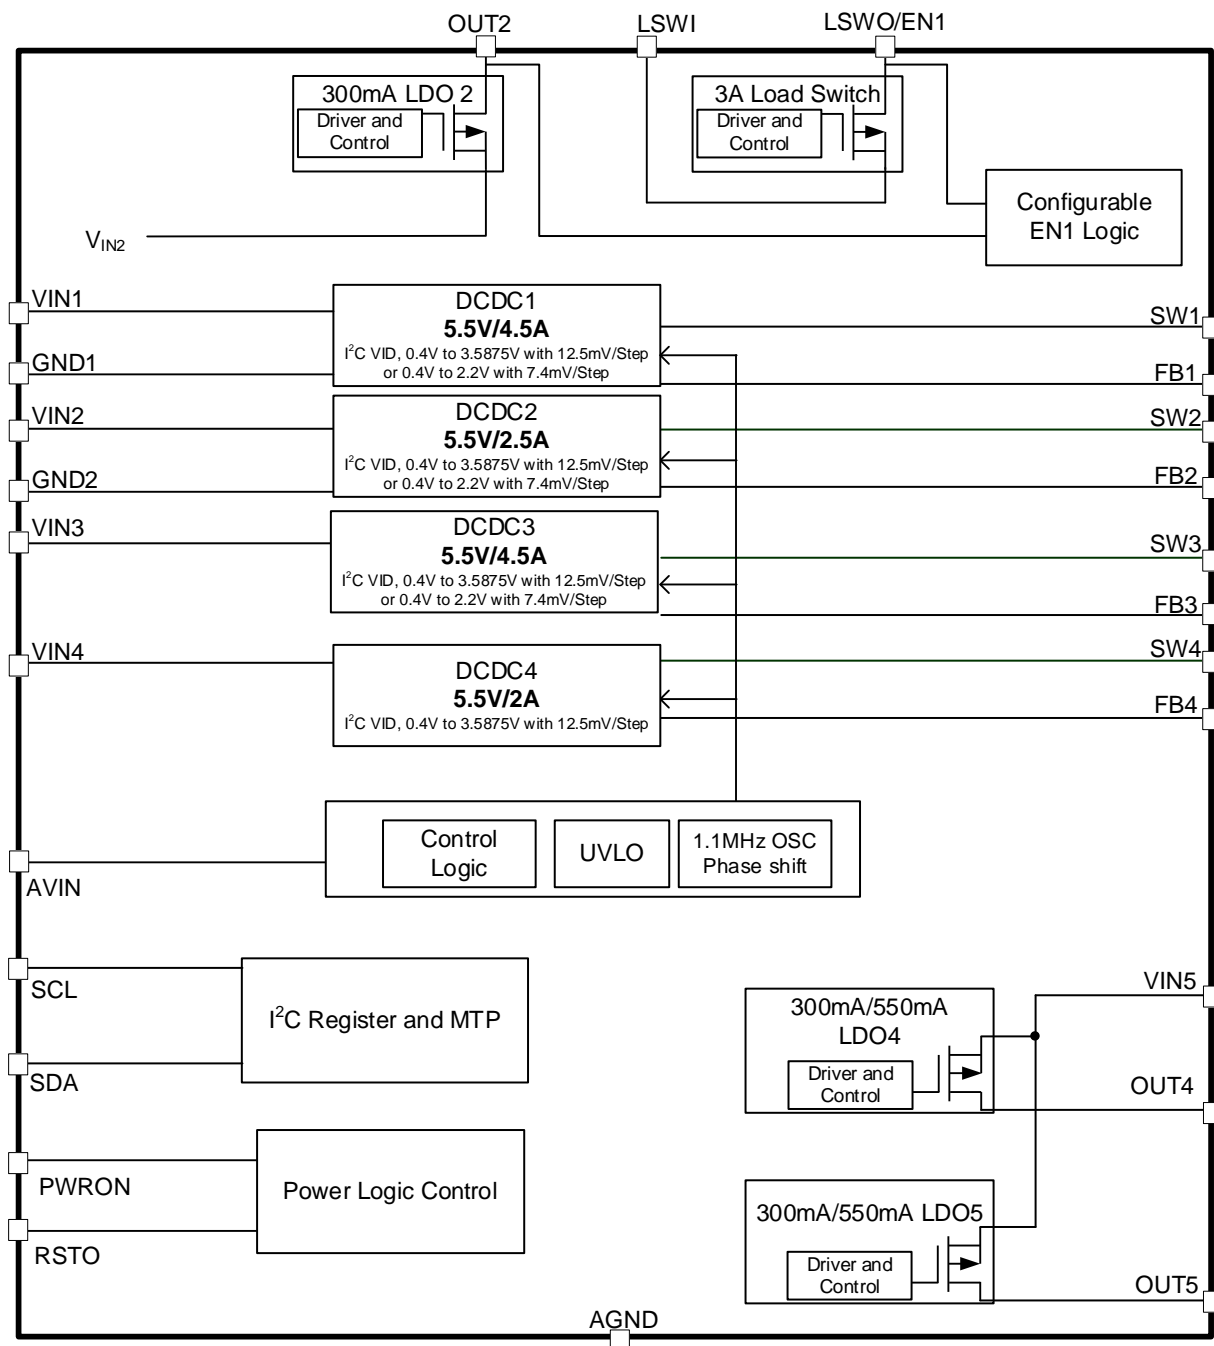 OUT2
LSWI
LSWO/EN1
300mA LDO 2
Driver and
Control
3A Load Switch
Driver and
Control
Configurable
EN1 Logic
VIN2
VIN1
GND1
DCDC1
5.5V/4.5A
I2C VID, 0.4V to 3.5875V with 12.5mV/Step
or 0.4V to 2.2V with 7.4mV/Step
SW1
FB1
VIN2
GND2
DCDC2
5.5V/2.5A
I2C VID, 0.4V to 3.5875V with 12.5mV/Step
or 0.4V to 2.2V with 7.4mV/Step
SW2
FB2
VIN3
DCDC3
5.5V/4.5A
I2C VID, 0.4V to 3.5875V with 12.5mV/Step
or 0.4V to 2.2V with 7.4mV/Step
SW3
FB3
VIN4
DCDC4
5.5V/2A
I2C VID, 0.4V to 3.5875V with 12.5mV/Step
SW4
FB4
AVIN
Control
Logic
UVLO
1.1MHz OSC
Phase shift
SCL
SDA
I2C Register and MTP
VIN5
300mA/550mA
LDO4
Driver and
Control
OUT4
PWRON
RSTO
Power Logic Control
300mA/550mA LDO5
Driver and
Control
OUT5
AGND